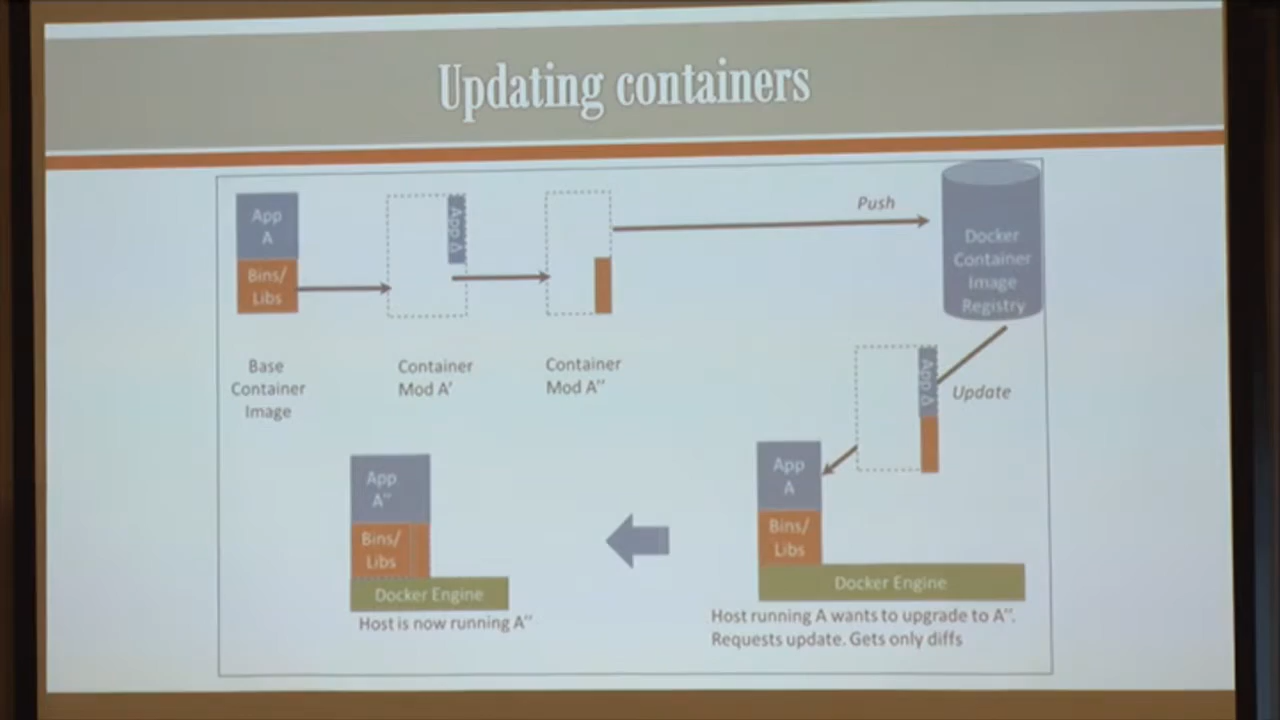 Updating containers
App
A
Bins/
Libs
App Δ
Push
Docker
Container
Image
Registry
Base
Container
Image
Container
Mod A'
Container
Mod A''
App Δ
Update
App
A''
Bins/
Libs
Docker Engine
Host is now running A''
App
A
Bins/
Libs
Docker Engine
Host running A wants to upgrade to A''.
Requests update. Gets only diffs